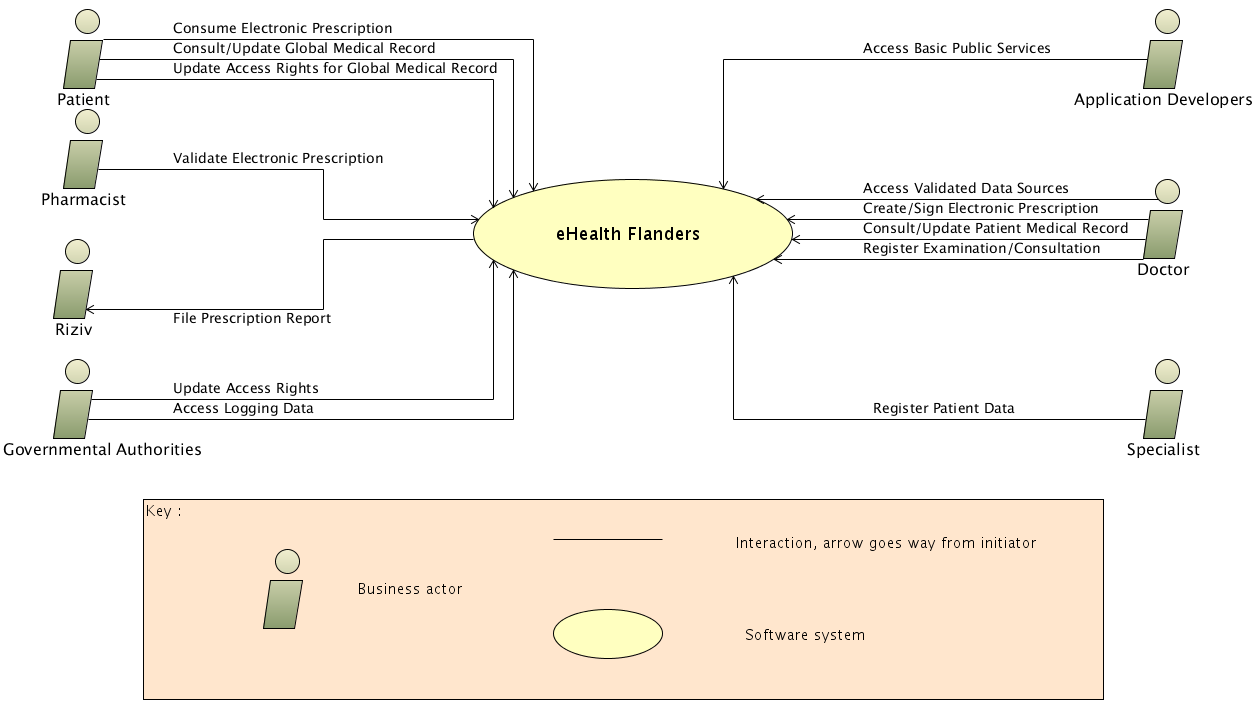 Consume Electronic Prescription
Consult/Update Global Medical Record
Update Access Rights for Global Medical Record
Patient
Access Basic Public Services
Application Developers
Validate Electronic Prescription
Pharmacist
Access Validated Data Sources
Create/Sign Electronic Prescription
Consult/Update Patient Medical Record
Register Examination/Consultation
Doctor
eHealth Flanders
File Prescription Report
Riziv
Update Access Rights
Access Logging Data
Governmental Authorities
Register Patient Data
Specialist
Key :
Interaction, arrow goes way from initiator
Business actor
Software system